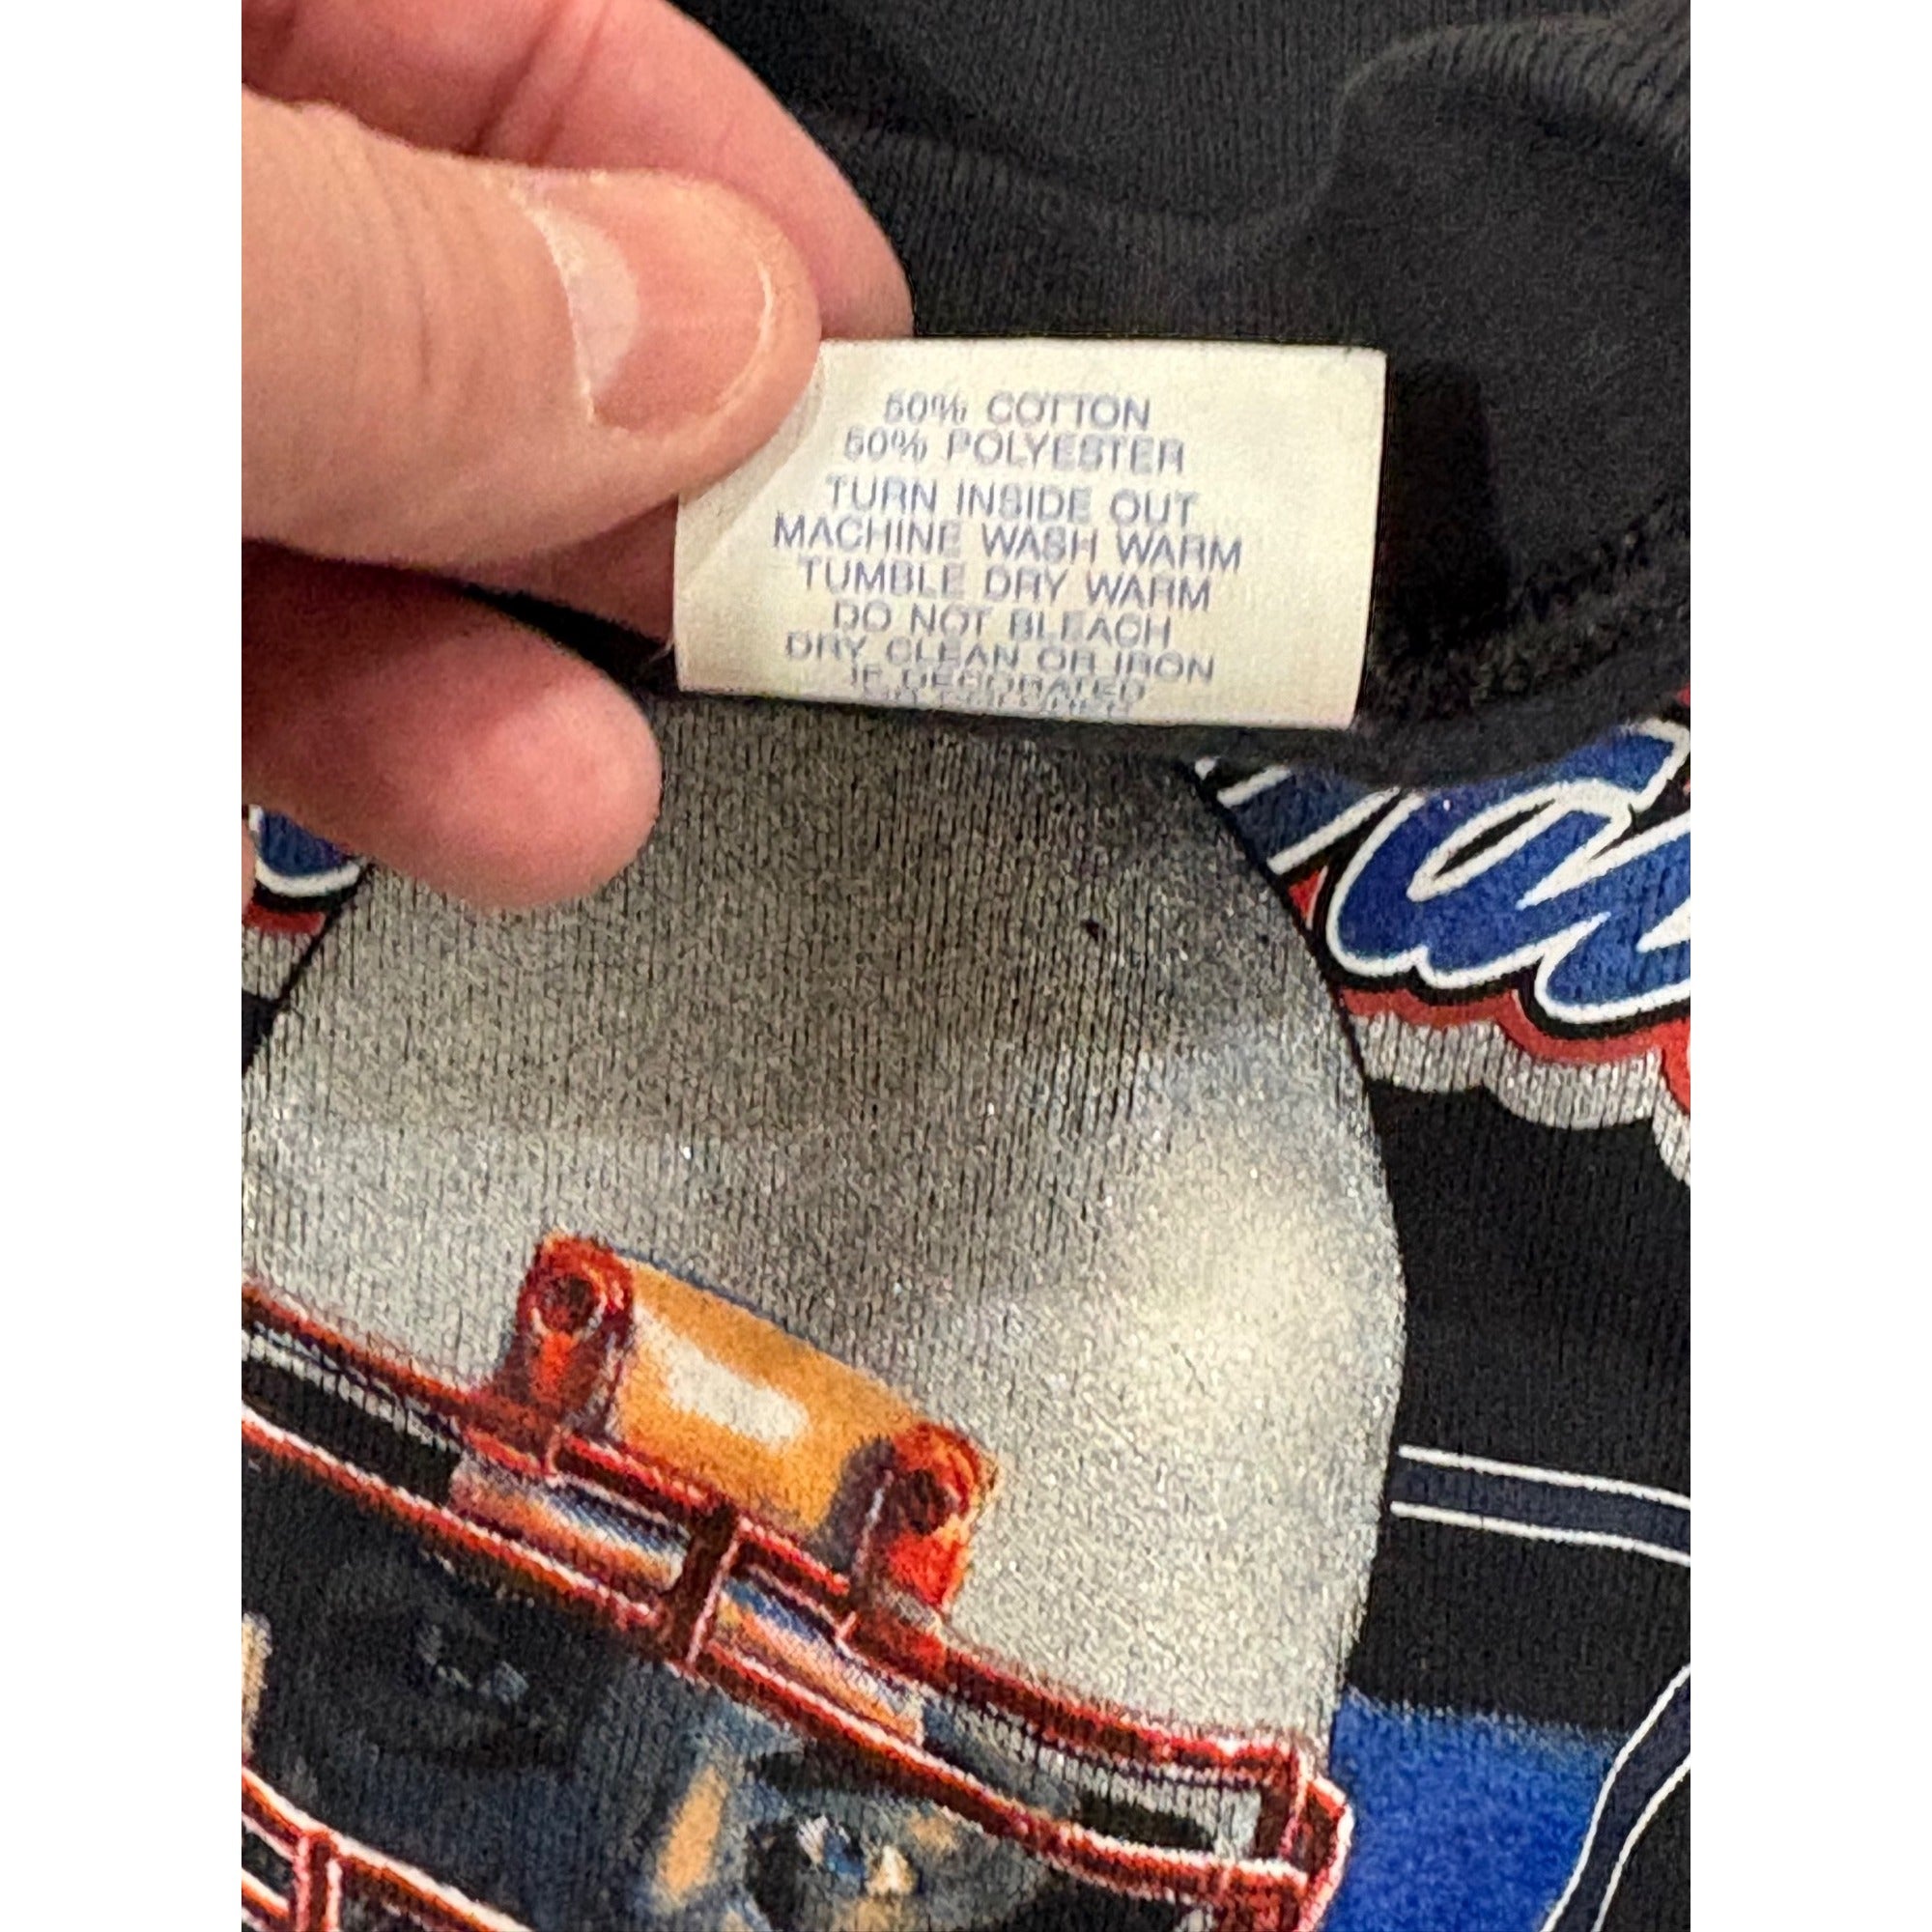 50% COTTON
50% POLYESTER
TURN INSIDE OUT
MACHINE WASH WARM
TUMBLE DRY WARM
DO NOT BLEACH
DRY CLEAN OR IRON
IF DECORATED